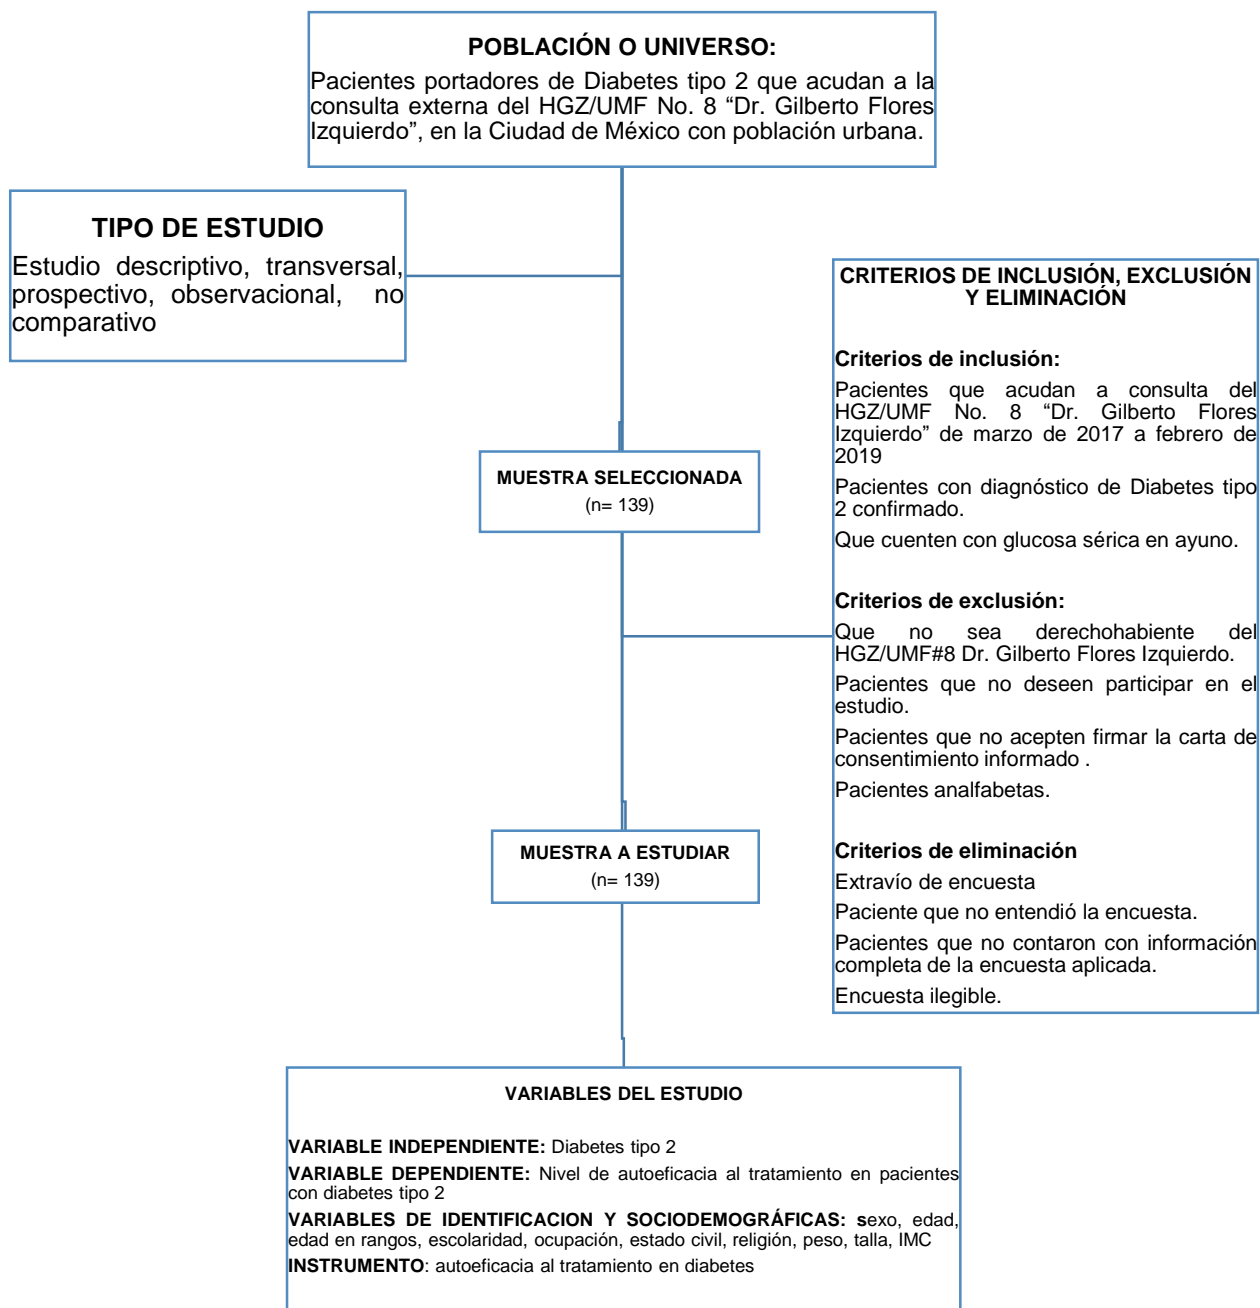 POBLACIÓN O UNIVERSO:
Pacientes portadores de Diabetes tipo 2 que acudan a la
consulta externa del HGZ/UMF No. 8 “Dr. Gilberto Flores
Izquierdo”, en la Ciudad de México con población urbana.
TIPO DE ESTUDIO
Estudio descriptivo, transversal,
prospectivo, observacional, no
comparativo
CRITERIOS DE INCLUSIÓN, EXCLUSIÓN
Y ELIMINACIÓN
Criterios de inclusión:
Pacientes que acudan a consulta del
HGZ/UMF No. 8 “Dr. Gilberto Flores
Izquierdo” de marzo de 2017 a febrero de
2019
Pacientes con diagnóstico de Diabetes tipo
2 confirmado.
Que cuenten con glucosa sérica en ayuno.
Criterios de exclusión:
Que no sea derechohabiente del
HGZ/UMF#8 Dr. Gilberto Flores Izquierdo.
Pacientes que no deseen participar en el
estudio.
Pacientes que no acepten firmar la carta de
consentimiento informado .
Pacientes analfabetas.
Criterios de eliminación
Extravío de encuesta
Paciente que no entendió la encuesta.
Pacientes que no contaron con información
completa de la encuesta aplicada.
Encuesta ilegible.
MUESTRA SELECCIONADA
(n= 139)
MUESTRA A ESTUDIAR
(n= 139)
VARIABLES DEL ESTUDIO
VARIABLE INDEPENDIENTE: Diabetes tipo 2
VARIABLE DEPENDIENTE: Nivel de autoeficacia al tratamiento en pacientes
con diabetes tipo 2
VARIABLES DE IDENTIFICACION Y SOCIODEMOGRÁFICAS: sexo, edad,
edad en rangos, escolaridad, ocupación, estado civil, religión, peso, talla, IMC
INSTRUMENTO: autoeficacia al tratamiento en diabetes